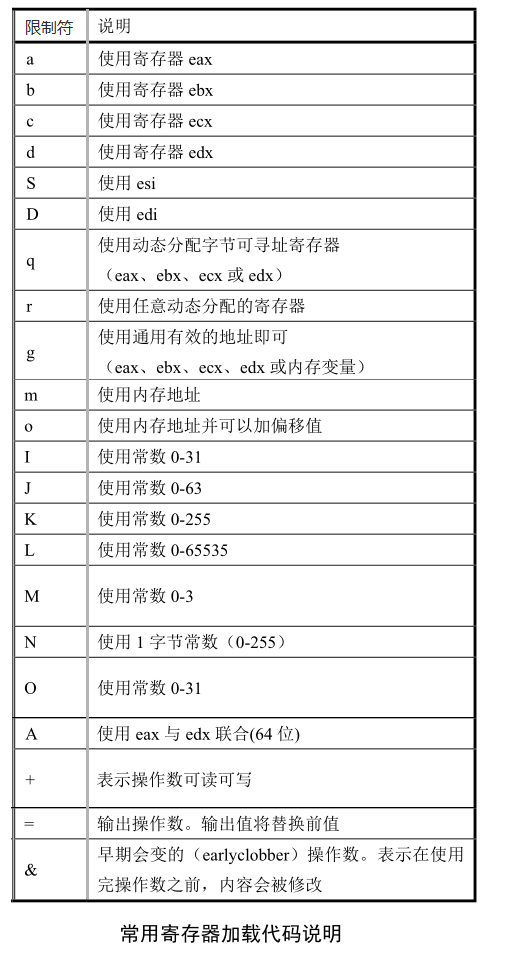 限制符 说明
a 使用寄存器 eax
b 使用寄存器 ebx
c 使用寄存器 ecx
d 使用寄存器 edx
S 使用 esi
D 使用 edi
q 使用动态分配字节可寻址寄存器
（eax、ebx、ecx 或 edx）
r 使用任意动态分配的寄存器
g 使用通用有效的地址即可
（eax、ebx、ecx、edx 或内存变量）
m 使用内存地址
o 使用内存地址并可以加偏移值
I 使用常数 0-31
J 使用常数 0-63
K 使用常数 0-255
L 使用常数 0-65535
M 使用常数 0-3
N 使用 1 字节常数（0-255）
O 使用常数 0-31
A 使用 eax 与 edx 联合(64 位)
+ 表示操作数可读可写
= 输出操作数。输出值将替换前值
& 早期会变的（earlyclobber）操作数。表示在使用
完操作数之前，内容会被修改
常用寄存器加载代码说明